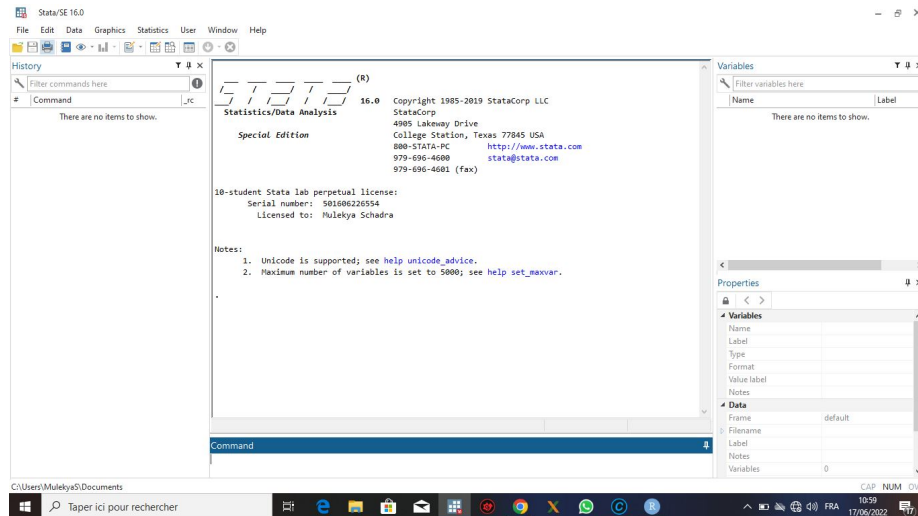 Stata/SE 16.0
File Edit Data Graphics Statistics User Window Help
History
Filter commands here
# Command _rc
There are no items to show.
(R)
16.0 Copyright 1985-2019 StataCorp LLC
Statistics/Data Analysis StataCorp
4905 Lakeway Drive
Special Edition College Station, Texas 77845 USA
800-STATA-PC http://www.stata.com
979-696-4600 stata@stata.com
979-696-4601 (fax)
10-student Stata lab perpetual license:
Serial number: 501606226554
Licensed to: Mulekya Schadra
Notes:
1. Unicode is supported; see help unicode_advice.
2. Maximum number of variables is set to 5000; see help set_maxvar.
.
Command
Variables
Filter variables here
Name Label
There are no items to show.
Properties
Variables
Name
Label
Type
Format
Value label
Notes
Data
Frame default
Filename
Label
Notes
Variables 0
C:\Users\MulekyaS\Documents
CAP NUM OV
Taper ici pour rechercher
FRA
10:59
17/06/2022